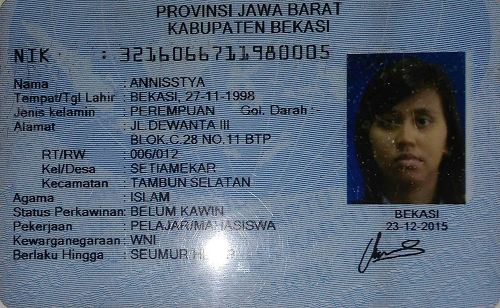 PROVINSI JAWA BARAT
KABUPATEN BEKASI
NIK : 3216066711980005
Nama : ANNISSTYA
Tempat/Tgl Lahir : BEKASI, 27-11-1998
Jenis kelamin : PEREMPUAN Gol. Darah :-
Alamat : JL.DEWANTA III
BLOK.C.28 NO.11 BTP
RT/RW : 006/012
Kel/Desa : SETIAMEKAR
Kecamatan : TAMBUN SELATAN
Agama : ISLAM
Status Perkawinan: BELUM KAWIN
Pekerjaan : PELAJAR/MAHASISWA
Kewarganegaraan: WNI
Berlaku Hingga : SEUMUR
BEKASI
23-12-2015